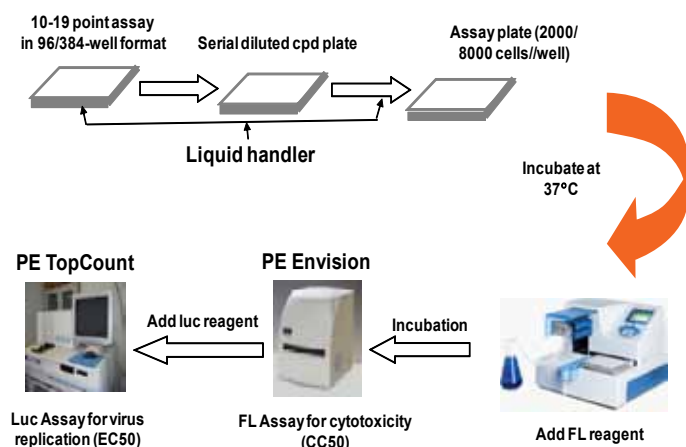 10-19 point assay
in 96/384-well format
Serial diluted cpd plate
Assay plate (2000/
8000 cells//well)
Liquid handler
Incubate at
37°C
PE TopCount
PE Envision
Add luc reagent
Incubation
Luc Assay for virus
replication (EC50)
FL Assay for cytotoxicity
(CC50)
Add FL reagent